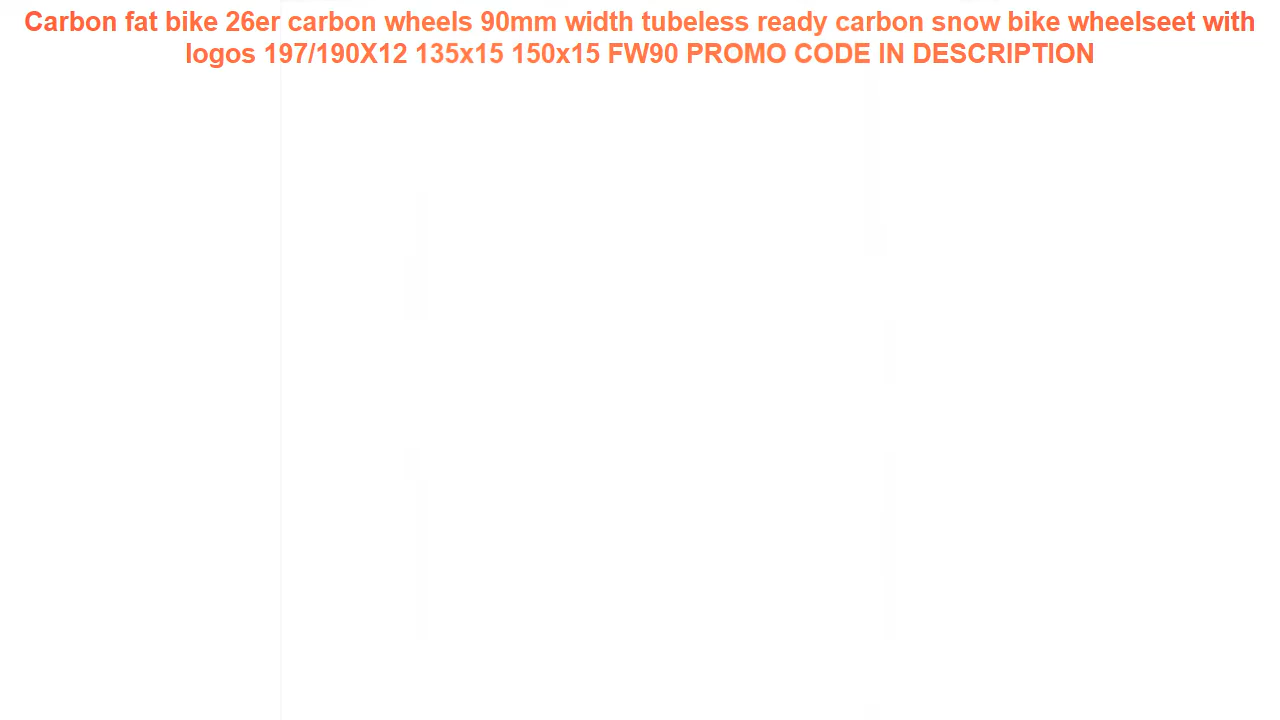 Carbon fat bike 26er carbon wheels 90mm width tubeless ready carbon snow bike wheelseet with
logos 197/190X12 135x15 150x15 FW90 PROMO CODE IN DESCRIPTION